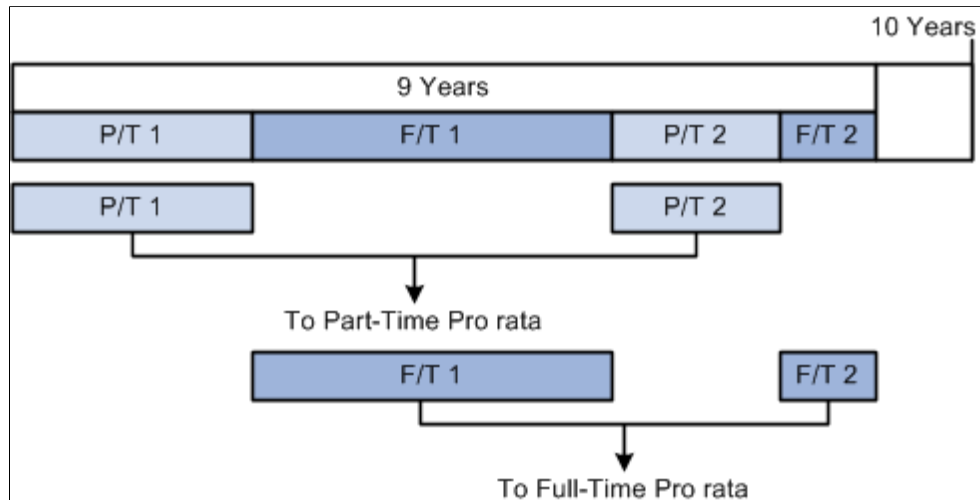 10 Years
9 Years
P/T 1 F/T 1 P/T 2 F/T 2
P/T 1 P/T 2
To Part-Time Pro rata
F/T 1 F/T 2
To Full-Time Pro rata